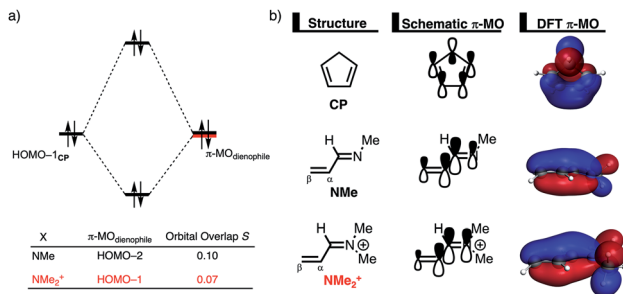 a)
HOMO–1CP
π-MOdienophile
X π-MOdienophile Orbital Overlap S
NMe HOMO–2 0.10
NMe2+ HOMO–1 0.07
b)
Structure Schematic π-MO DFT π-MO
CP
H Me
N
β α
NMe
H Me
H Me
N⊕
Me
β α
NMe2+
H Me
⊕
Me